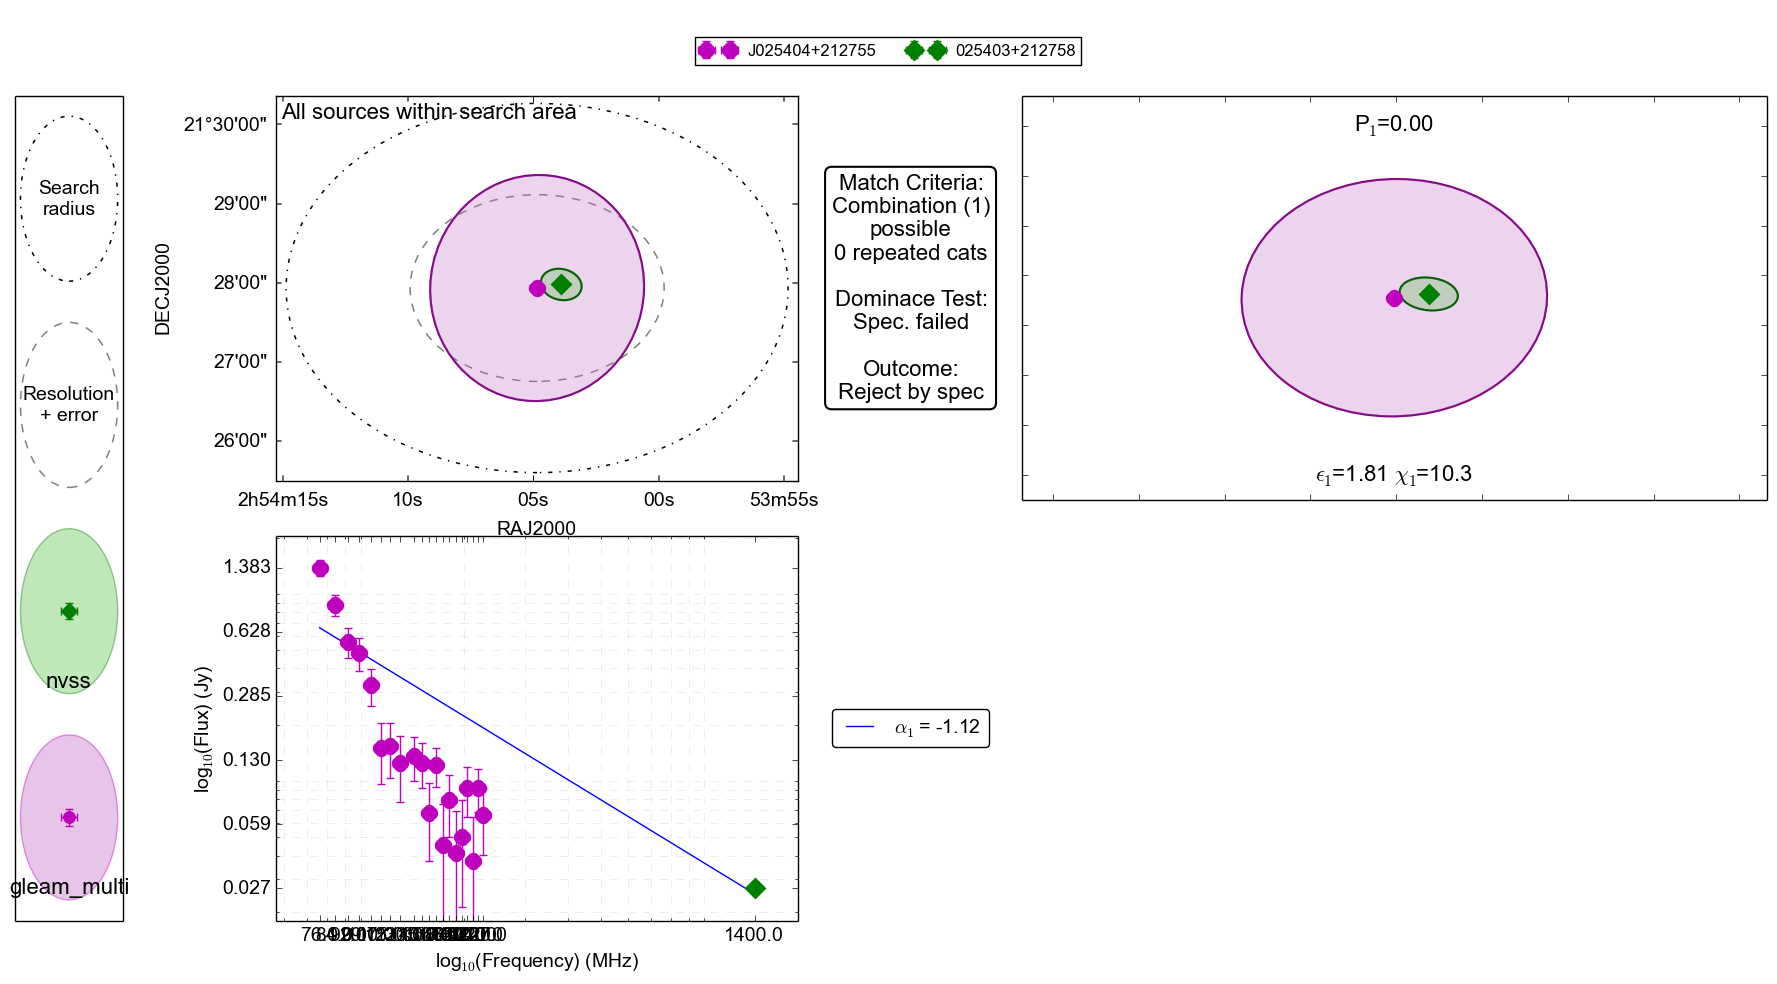 J025404+212755
025403+212758
Search
radius
Resolution
+ error
nvss
gleam_multi
All sources within search area
DECJ2000
21°30'00"
29'00"
28'00"
27'00"
26'00"
2h54m15s
10s
05s
00s
53m55s
RAJ2000
Match Criteria:
Combination (1)
possible
0 repeated cats
Dominace Test:
Spec. failed
Outcome:
Reject by spec
P₁=0.00
ϵ₁=1.81 χ₁=10.3
log₁₀(Flux) (Jy)
1.383
0.628
0.285
0.130
0.059
0.027
1400.0
log₁₀(Frequency) (MHz)
α₁ = -1.12